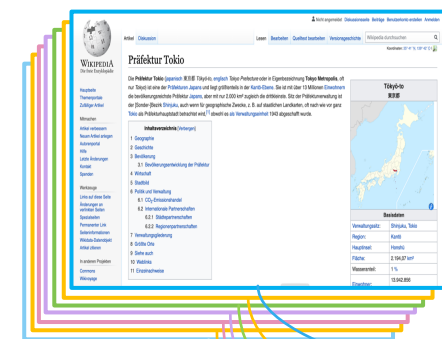 Nicht angemeldet Diskussionsseite Beiträge Benutzerkonto erstellen Anmelden
Artikel Diskussion Lesen Bearbeiten Quelltext bearbeiten Versionsgeschichte Wikipedia durchsuchen
WIKIPEDIA
Die freie Enzyklopädie
Präfektur Tokio
Die Präfektur Tokio (japanisch 東京都 Tōkyō-to, englisch Tokyo Prefecture oder in Eigenbezeichnung Tokyo Metropolis, oft
nur Tokyo) ist eine der Präfekturen Japans und liegt größtenteils in der Kantō-Ebene. Sie ist mit über 13 Millionen Einwohnern
die bevölkerungsreichste Präfektur Japans, aber mit nur 2.000 km² zugleich die drittkleinste. Sitz der Präfekturverwaltung ist
der [Sonder-]Bezirk Shinjuku, auch wenn für geographische Zwecke, z. B. auf staatlichen Landkarten, oft nach wie vor ganz
Tokio als Präfekturhauptstadt betrachtet wird,[1] obwohl es als Verwaltungseinheit 1943 abgeschafft wurde.
Hauptseite
Themenportale
Zufälliger Artikel
Mitmachen
Artikel verbessern
Neuen Artikel anlegen
Autorenportal
Hilfe
Letzte Änderungen
Kontakt
Spenden
Werkzeuge
Links auf diese Seite
Änderungen an
verlinkten Seiten
Spezialseiten
Permanenter Link
Seiteninformationen
Wikidata-Datenobjekt
Artikel zitieren
In anderen Projekten
Commons
Wikivoyage
Inhaltsverzeichnis [Verbergen]
1 Geographie
2 Geschichte
3 Bevölkerung
3.1 Bevölkerungsentwicklung der Präfektur
4 Wirtschaft
5 Stadtbild
6 Politik und Verwaltung
6.1 CO₂-Emissionshandel
6.2 Internationale Partnerschaften
6.2.1 Städtepartnerschaften
6.2.2 Regionspartnerschaften
7 Verwaltungsgliederung
8 Größte Orte
9 Siehe auch
10 Weblinks
11 Einzelnachweise
Tōkyō-to
東京都
Basisdaten
Verwaltungssitz: Shinjuku, Tokio
Region: Kantō
Hauptinsel: Honshū
Fläche: 2.194,07 km²
Wasseranteil: 1 %
Einwohner: 13.942.856